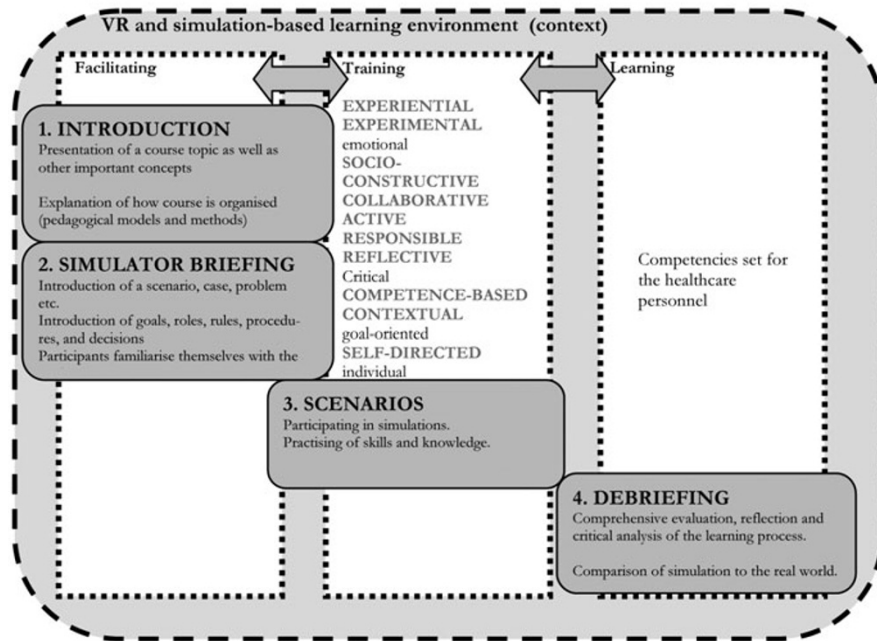 VR and simulation-based learning environment (context)
Facilitating
Training
Learning
1. INTRODUCTION
Presentation of a course topic as well as
other important concepts
Explanation of how course is organised
(pedagogical models and methods)
2. SIMULATOR BRIEFING
Introduction of a scenario, case, problem
etc.
Introduction of goals, roles, rules, procedu-
res, and decisions
Participants familiarise themselves with the
EXPERIENTIAL
EXPERIMENTAL
emotional
SOCIO-
CONSTRUCTIVE
COLLABORATIVE
ACTIVE
RESPONSIBLE
REFLECTIVE
Critical
COMPETENCE-BASED
CONTEXTUAL
goal-oriented
SELF-DIRECTED
individual
3. SCENARIOS
Participating in simulations.
Practising of skills and knowledge.
Competencies set for
the healthcare
personnel
4. DEBRIEFING
Comprehensive evaluation, reflection and
critical analysis of the learning process.
Comparison of simulation to the real world.